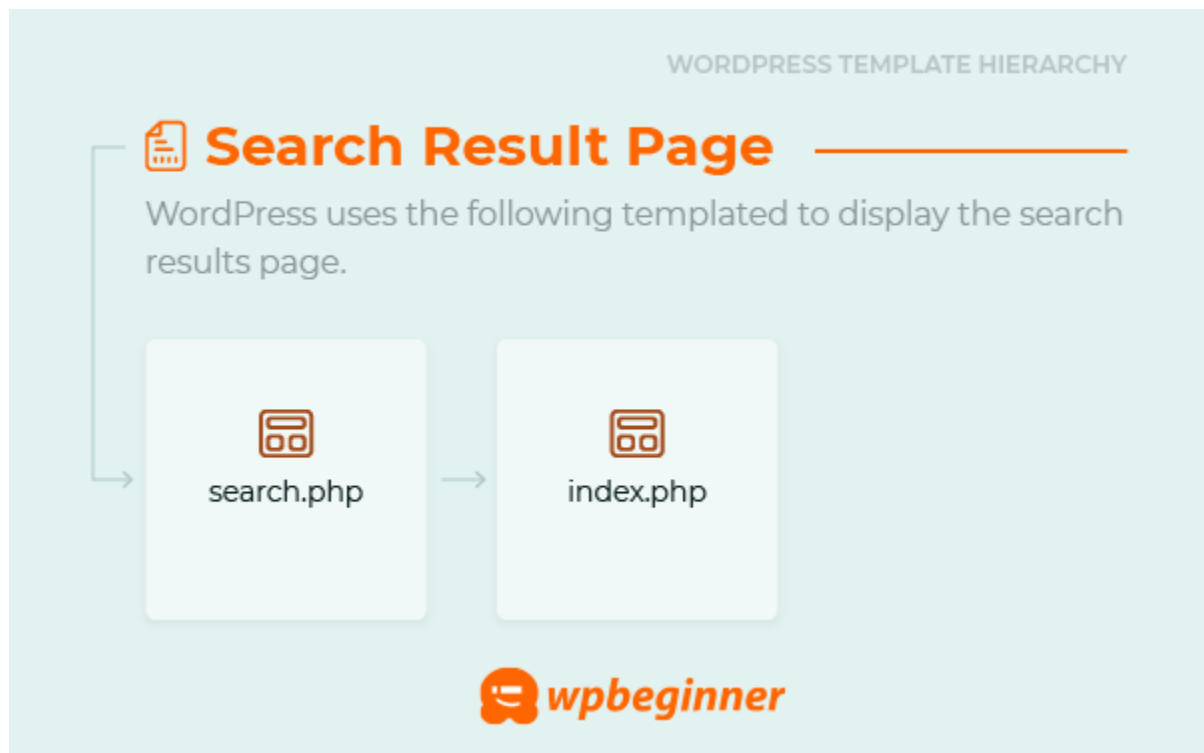 WORDPRESS TEMPLATE HIERARCHY
Search Result Page
WordPress uses the following templated to display the search
results page.
search.php
index.php
wpbeginner